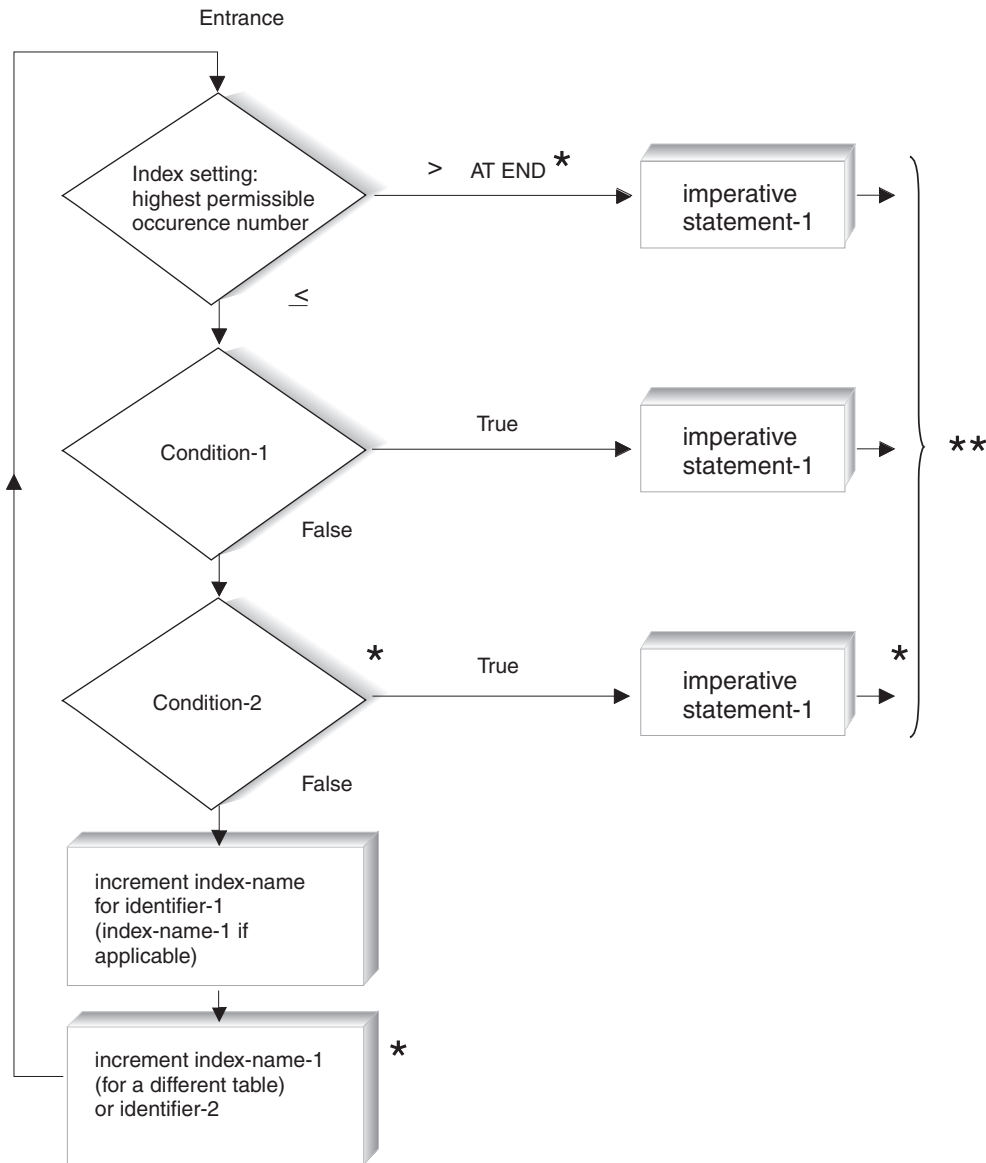 Entrance
Index setting:
highest permissible
occurence number
> AT END *
imperative
statement-1
≤
Condition-1
True
imperative
statement-1
**
False
Condition-2
*
True
imperative
statement-1
*
False
increment index-name
for identifier-1
(index-name-1 if
applicable)
increment index-name-1
(for a different table)
or identifier-2
*